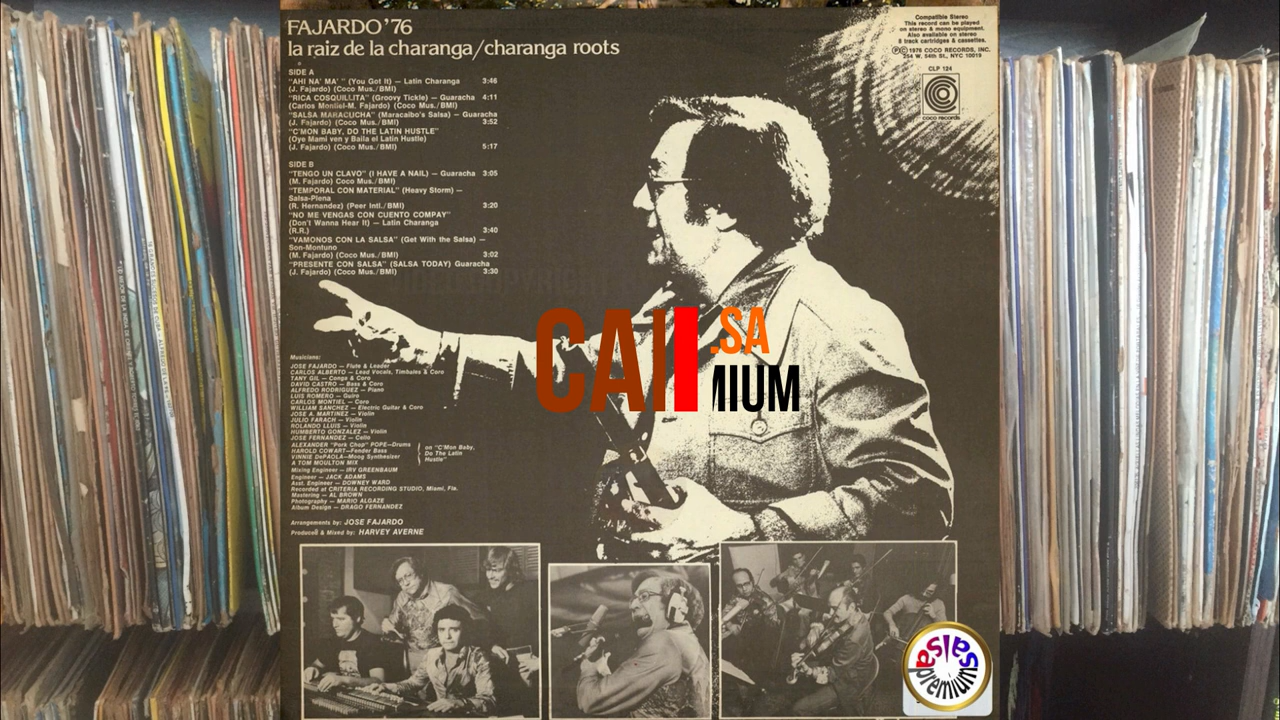 FAJARDO '76
la raiz de la charanga/charanga roots
SIDE A
"AHI NA' MA' " (You Got It) — Latin Charanga 3:46
(J. Fajardo) (Coco Mus./BMI)
"RICA COSQUILLITA" (Groovy Tickle) — Guaracha 4:11
(Carlos Montiel-M. Fajardo) (Coco Mus./BMI)
"SALSA MARACUCHA" (Maracaibo's Salsa) — Guaracha
(J. Fajardo) (Coco Mus./BMI) 3:52
"C'MON BABY, DO THE LATIN HUSTLE"
(Oye Mami ven y Baila el Latin Hustle)
(J. Fajardo) (Coco Mus./BMI) 5:17
SIDE B
"TENGO UN CLAVO" (I HAVE A NAIL) — Guaracha 3:05
(M. Fajardo) Coco Mus./BMI)
"TEMPORAL CON MATERIAL" (Heavy Storm) —
Salsa-Plena
(R. Hernandez) (Peer Intl./BMI) 3:20
"NO ME VENGAS CON CUENTO COMPAY"
(Don't Wanna Hear It) — Latin Charanga
(R.R.) 3:40
"VAMONOS CON LA SALSA" (Get With the Salsa) —
Son-Montuno
(M. Fajardo) (Coco Mus./BMI) 3:02
"PRESENTE CON SALSA" (SALSA TODAY) Guaracha
(J. Fajardo) (Coco Mus./BMI) 3:30
Compatible Stereo
This record can be played
on stereo & mono equipment.
Also available on stereo
8 track cartridges & cassettes.
Ⓟ©1976 COCO RECORDS, INC.
254 W. 54th St., NYC 10019
CLP 124
coco records
CAI
.SA
MIUM
Musicians:
JOSE FAJARDO — Flute & Leader
CARLOS ALBERTO — Lead Vocals, Timbales & Coro
TANY GIL — Conga & Coro
DAVID CASTRO — Bass & Coro
ALFREDO RODRIGUEZ — Piano
LUIS ROMERO — Guiro
CARLOS MONTIEL — Coro
WILLIAM SANCHEZ — Electric Guitar & Coro
JOSE A. MARTINEZ — Violin
JULIO FARACH — Violin
ROLANDO LLUIS — Violin
HUMBERTO GONZALEZ — Violin
JOSE FERNANDEZ — Cello
ALEXANDER "Pork Chop" POPE—Drums
HAROLD COWART—Fender Bass
VINNIE DePAOLA—Moog Synthesizer
A TOM MOULTON MIX
on "C'Mon Baby,
Do The Latin
Hustle"
Mixing Engineer — IRV GREENBAUM
Engineer — JACK ADAMS
Asst. Engineer — DOWNEY WARD
Recorded at CRITERIA RECORDING STUDIO, Miami, Fla.
Mastering — AL BROWN
Photography — MARIO ALGAZE
Album Design — DRAGO FERNANDEZ
Arrangements by: JOSE FAJARDO
Produced & Mixed by: HARVEY AVERNE
salsa
premiums